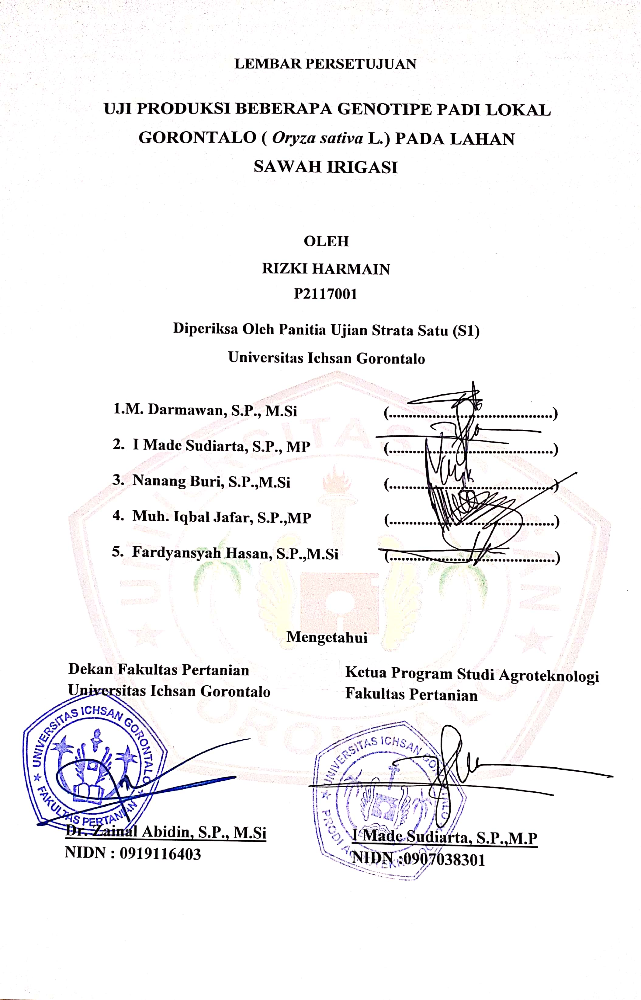 LEMBAR PERSETUJUAN
UJI PRODUKSI BEBERAPA GENOTIPE PADI LOKAL
GORONTALO ( Oryza sativa L.) PADA LAHAN
SAWAH IRIGASI
OLEH
RIZKI HARMAIN
P2117001
Diperiksa Oleh Panitia Ujian Strata Satu (S1)
Universitas Ichsan Gorontalo
1.M. Darmawan, S.P., M.Si (........................................)
2. I Made Sudiarta, S.P., MP (........................................)
3. Nanang Buri, S.P.,M.Si (........................................)
4. Muh. Iqbal Jafar, S.P.,MP (........................................)
5. Fardyansyah Hasan, S.P.,M.Si (........................................)
Mengetahui
Dekan Fakultas Pertanian
Universitas Ichsan Gorontalo
Ketua Program Studi Agroteknologi
Fakultas Pertanian
UNIVERSITAS ICHSAN GORONTALO
FAKULTAS PERTANIAN
UNIVERSITAS ICHSAN GORONTALO
PRODI AGROTEKNOLOGI
Dr. Zainal Abidin, S.P., M.Si
NIDN : 0919116403
I Made Sudiarta, S.P.,M.P
NIDN :0907038301